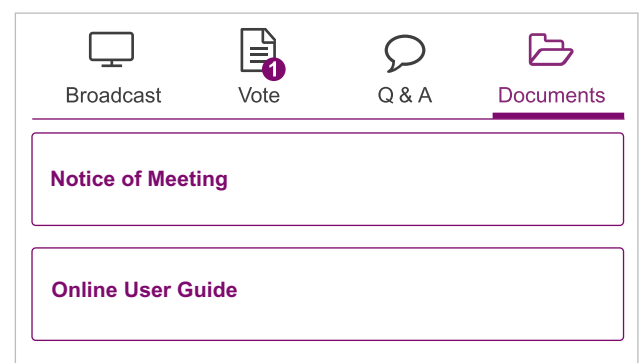 1
Broadcast Vote Q & A Documents
Notice of Meeting
Online User Guide